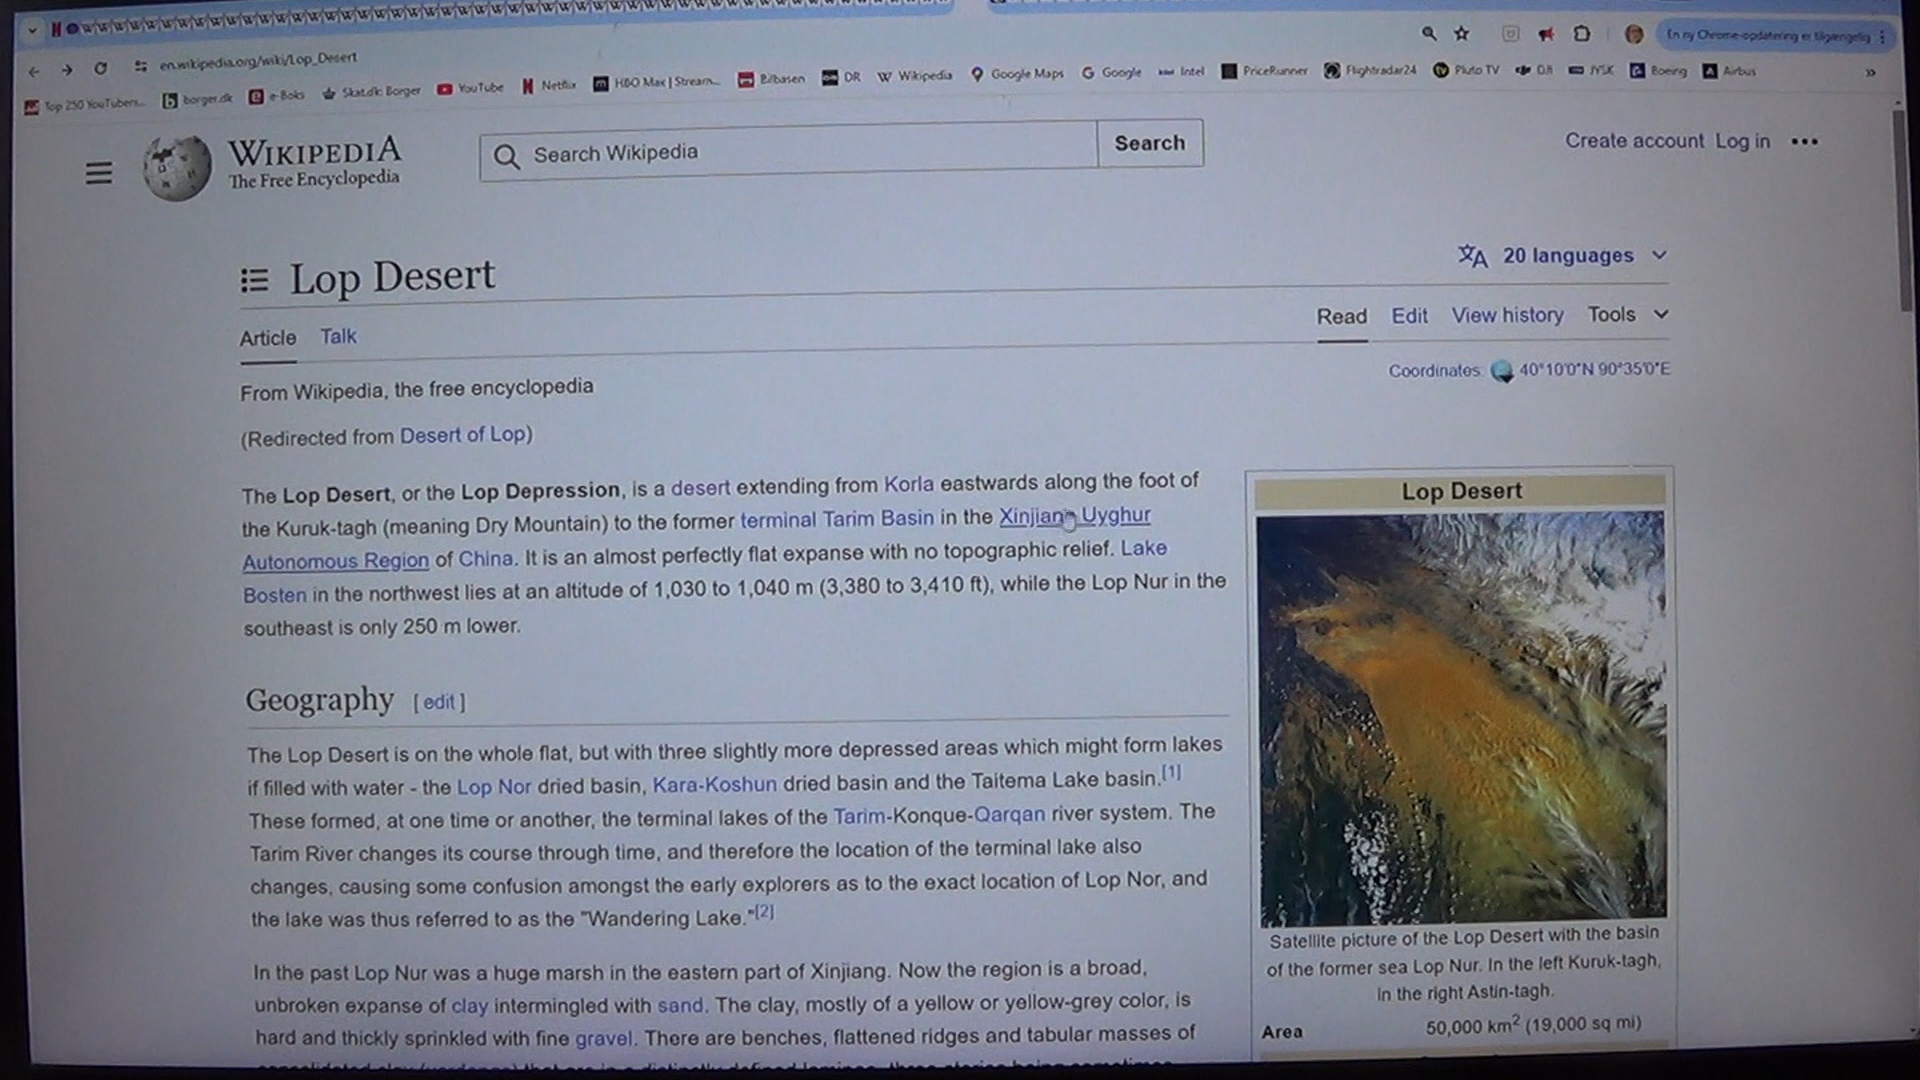 en.wikipedia.org/wiki/Lop_Desert
En ny Chrome-opdatering er tilgængelig
Top 250 YouTubers... borger.dk e-Boks Skat.dk: Borger YouTube Netflix HBO Max | Stream... Bilbasen DR Wikipedia Google Maps Google Intel PriceRunner Flightradar24 Pluto TV DJI JYSK Boeing Airbus
WIKIPEDIA
The Free Encyclopedia
Search Wikipedia
Search
Create account Log in
Lop Desert
20 languages
Article Talk
Read Edit View history Tools
From Wikipedia, the free encyclopedia
Coordinates: 40°10′0″N 90°35′0″E
(Redirected from Desert of Lop)
The Lop Desert, or the Lop Depression, is a desert extending from Korla eastwards along the foot of
the Kuruk-tagh (meaning Dry Mountain) to the former terminal Tarim Basin in the Xinjiang Uyghur
Autonomous Region of China. It is an almost perfectly flat expanse with no topographic relief. Lake
Bosten in the northwest lies at an altitude of 1,030 to 1,040 m (3,380 to 3,410 ft), while the Lop Nur in the
southeast is only 250 m lower.
Geography [ edit ]
The Lop Desert is on the whole flat, but with three slightly more depressed areas which might form lakes
if filled with water - the Lop Nor dried basin, Kara-Koshun dried basin and the Taitema Lake basin.[1]
These formed, at one time or another, the terminal lakes of the Tarim-Konque-Qarqan river system. The
Tarim River changes its course through time, and therefore the location of the terminal lake also
changes, causing some confusion amongst the early explorers as to the exact location of Lop Nor, and
the lake was thus referred to as the "Wandering Lake."[2]
In the past Lop Nur was a huge marsh in the eastern part of Xinjiang. Now the region is a broad,
unbroken expanse of clay intermingled with sand. The clay, mostly of a yellow or yellow-grey color, is
hard and thickly sprinkled with fine gravel. There are benches, flattened ridges and tabular masses of
Lop Desert
Satellite picture of the Lop Desert with the basin
of the former sea Lop Nur. In the left Kuruk-tagh,
in the right Astin-tagh.
Area 50,000 km2 (19,000 sq mi)